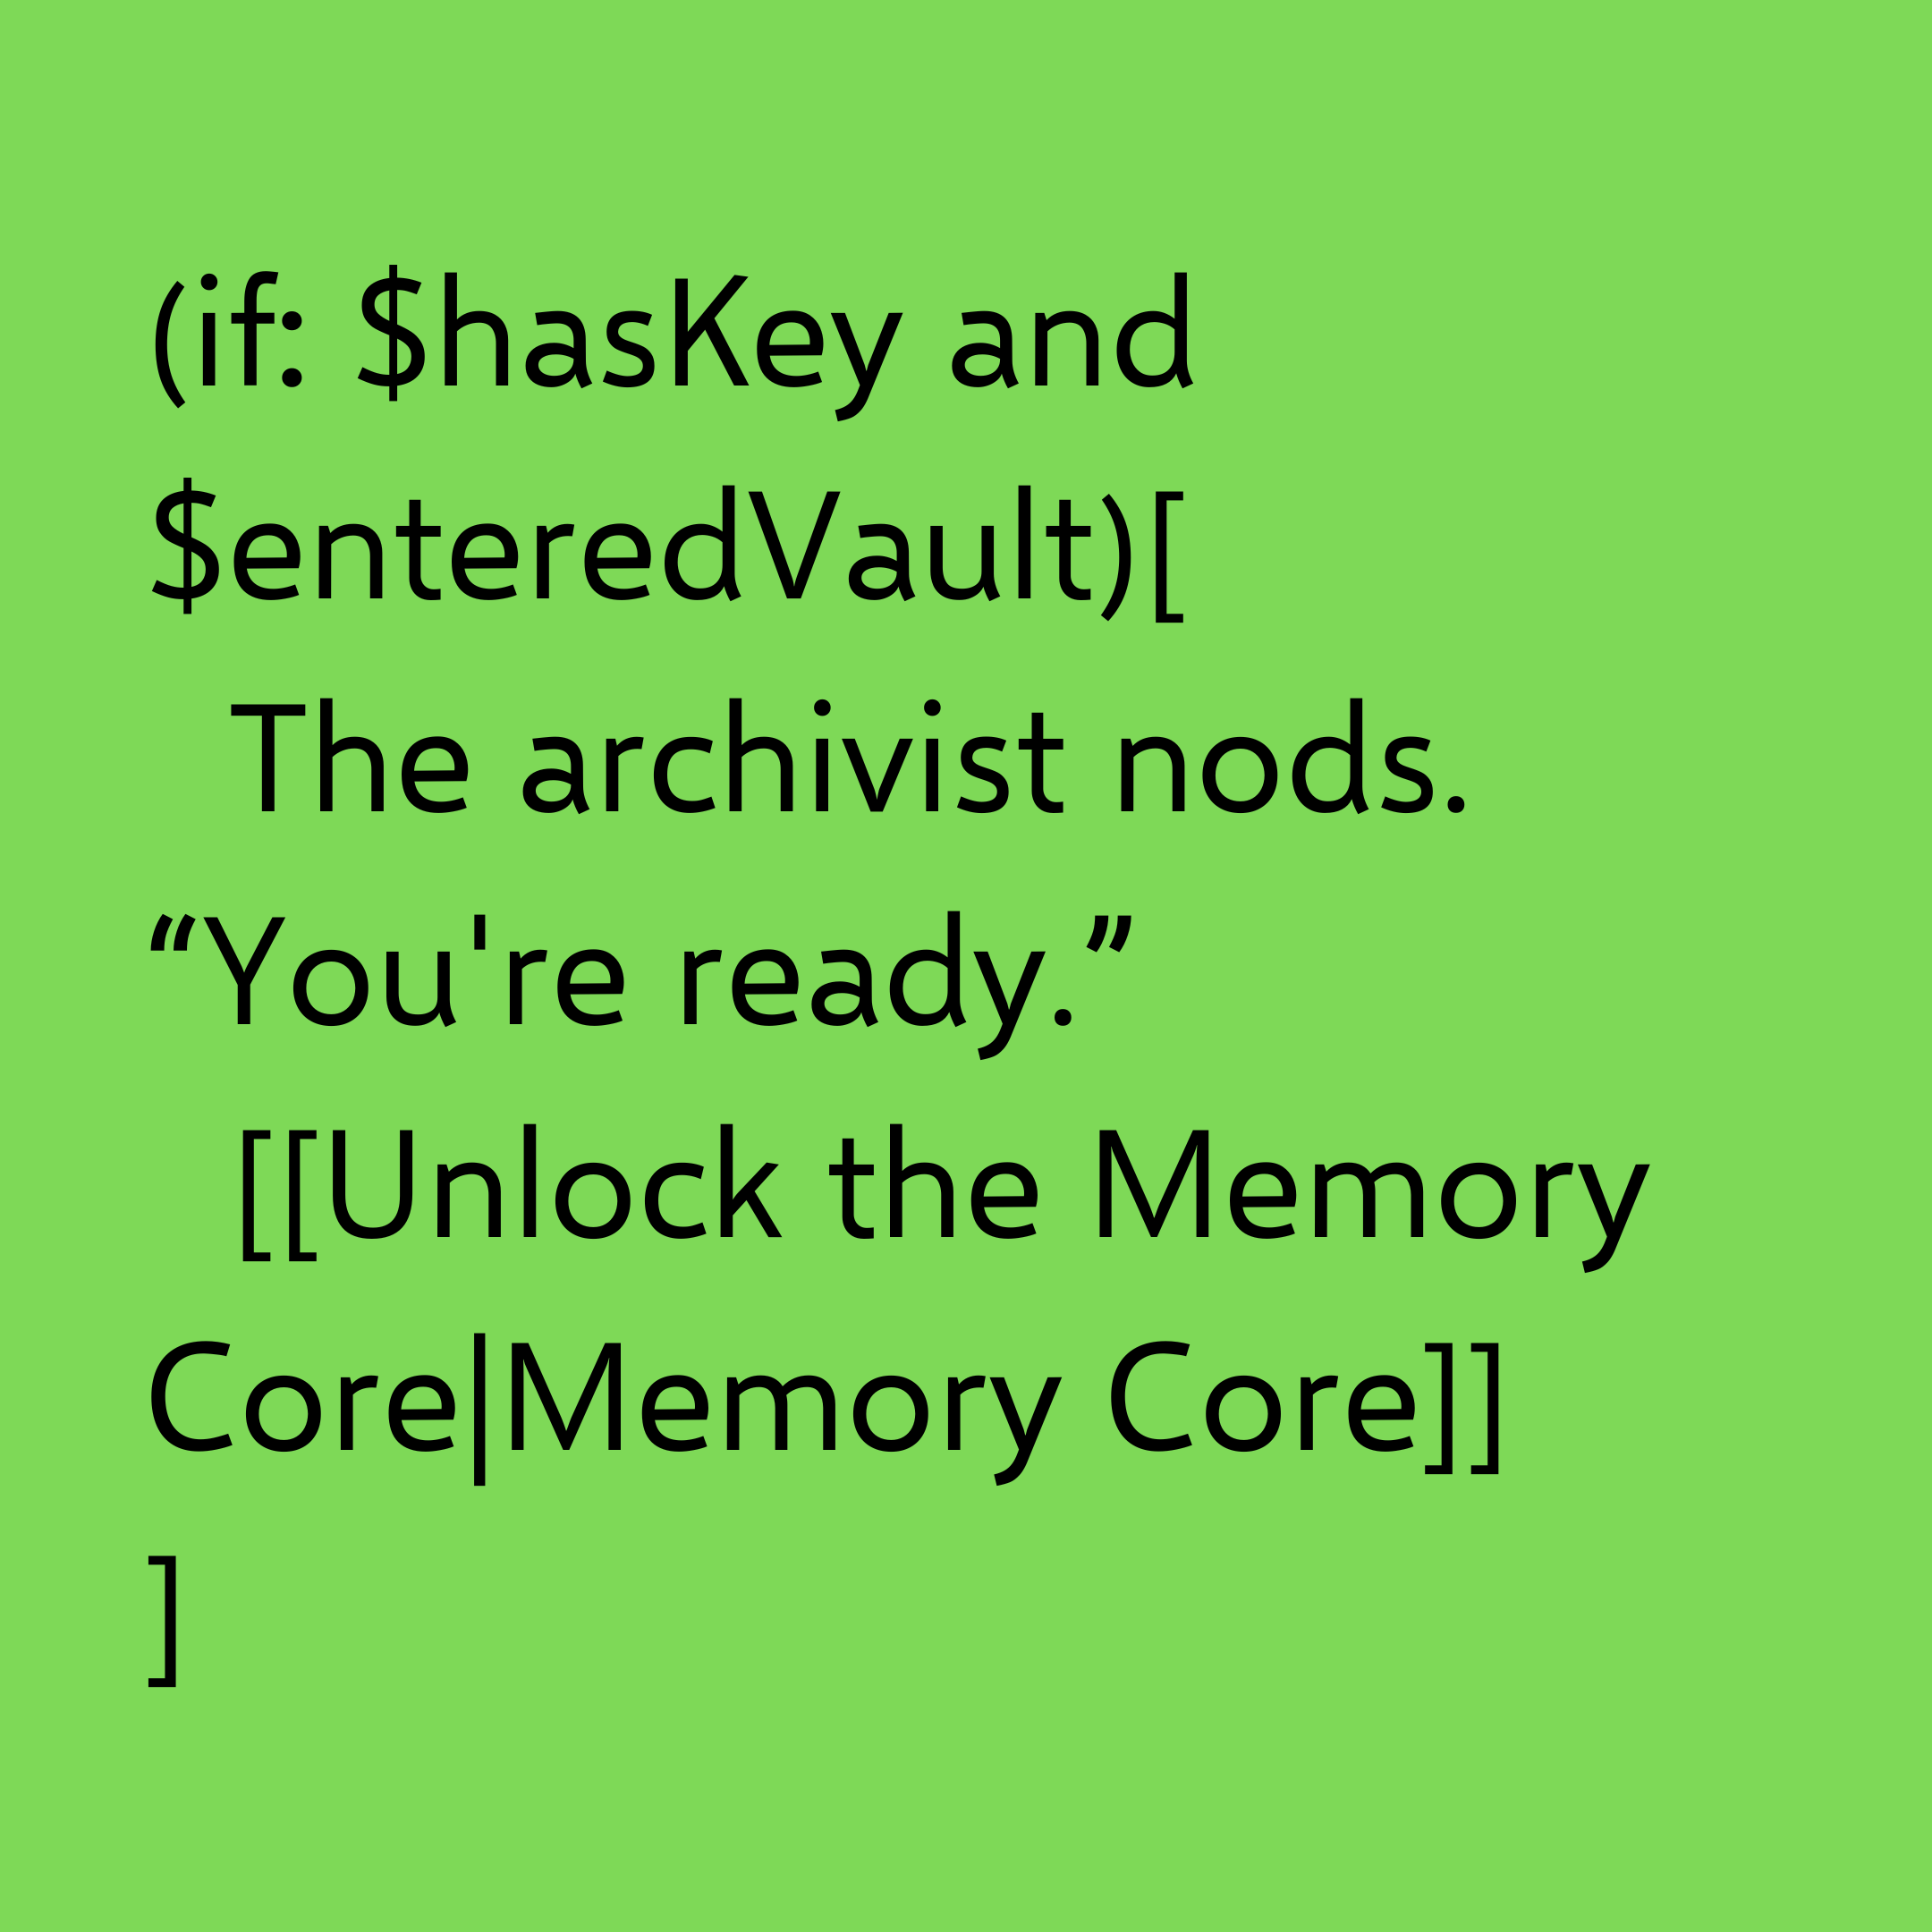 (if: $hasKey and
$enteredVault)[
The archivist nods.
“You're ready.”
[[Unlock the Memory
Core|Memory Core]]
]